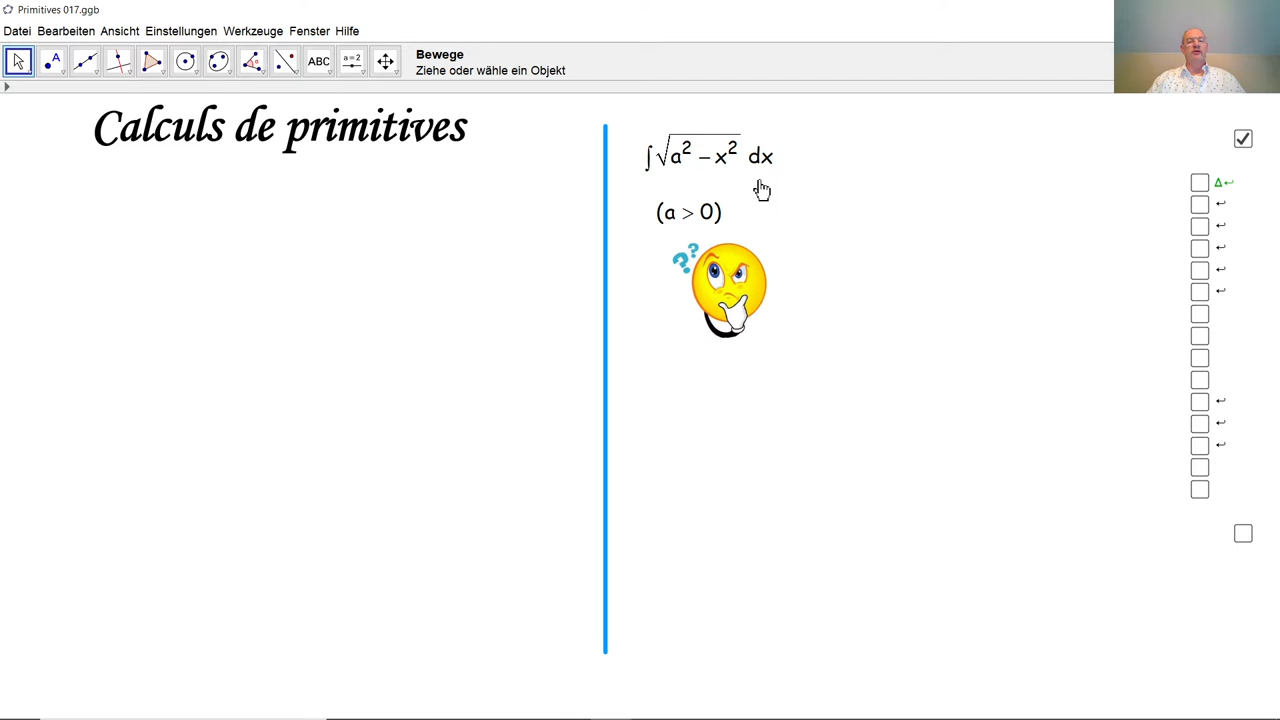 Primitives 017.ggb
Datei Bearbeiten Ansicht Einstellungen Werkzeuge Fenster Hilfe
A
ABC
a=2
Bewege
Ziehe oder wähle ein Objekt
Calculs de primitives
∫√a² – x² dx
(a > 0)
??
Δ↩